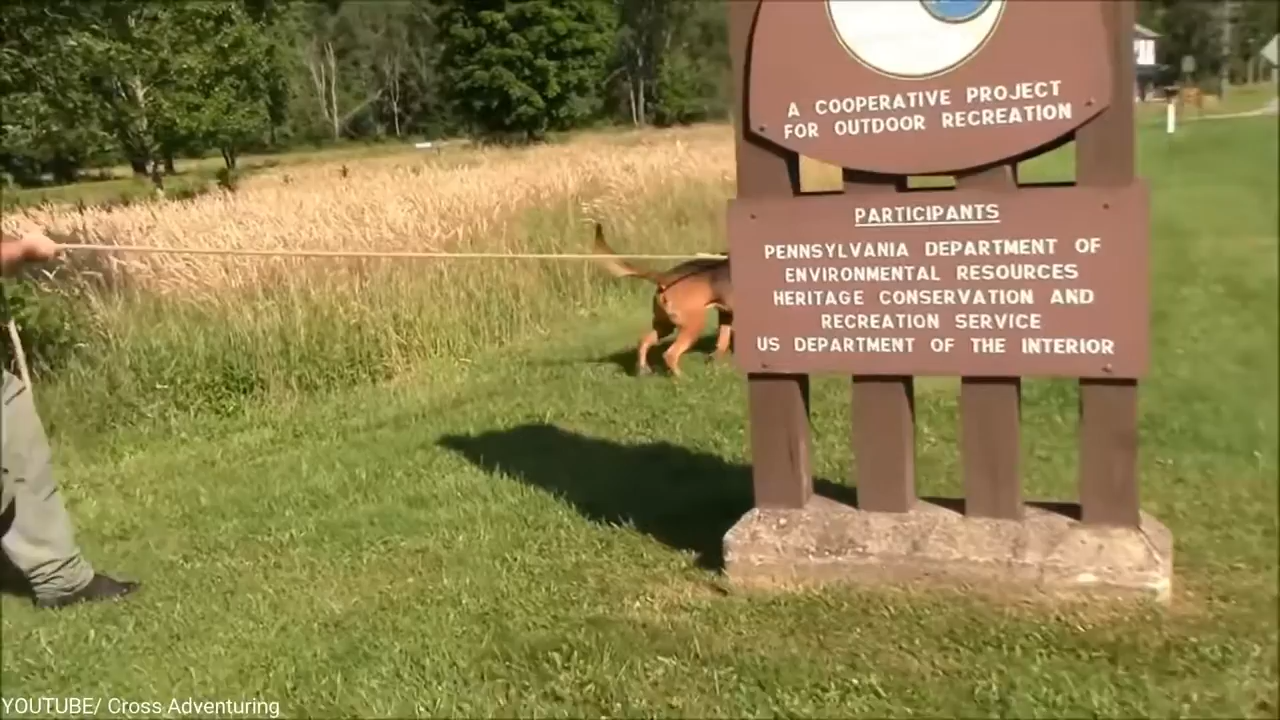 A COOPERATIVE PROJECT
FOR OUTDOOR RECREATION
PARTICIPANTS
PENNSYLVANIA DEPARTMENT OF
ENVIRONMENTAL RESOURCES
HERITAGE CONSERVATION AND
RECREATION SERVICE
US DEPARTMENT OF THE INTERIOR
YOUTUBE/ Cross Adventuring